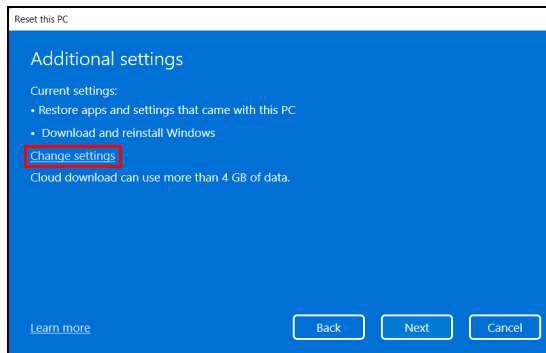 Reset this PC
Additional settings
Current settings:
• Restore apps and settings that came with this PC
• Download and reinstall Windows
Change settings
Cloud download can use more than 4 GB of data.
Learn more
Back
Next
Cancel